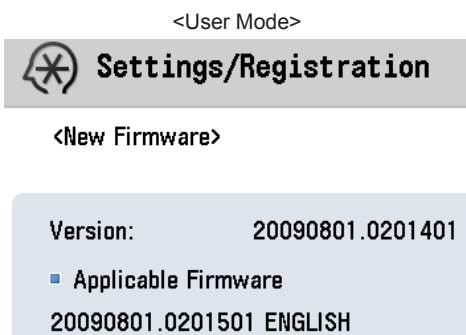 <User Mode>
Settings/Registration
<New Firmware>
Version: 20090801.0201401
Applicable Firmware
20090801.0201501 ENGLISH